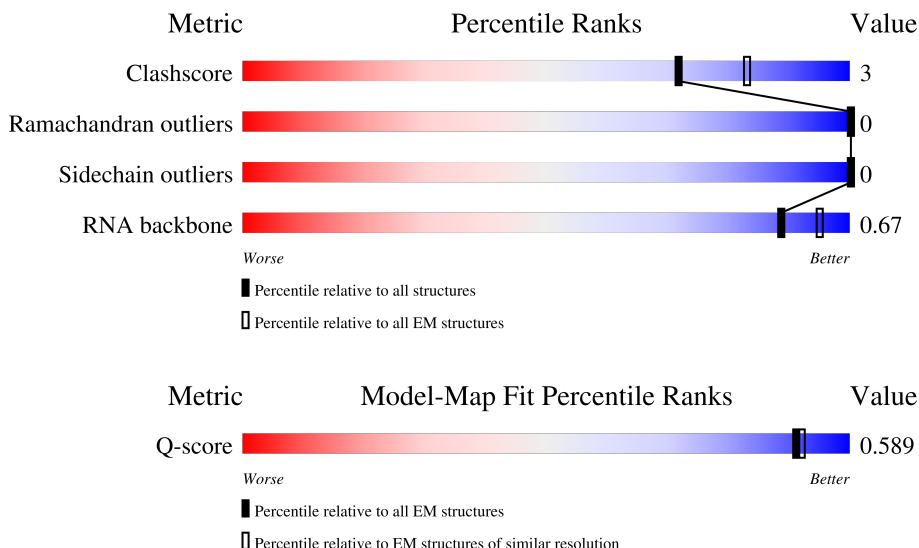 Metric Percentile Ranks Value
Clashscore 3
Ramachandran outliers 0
Sidechain outliers 0
RNA backbone 0.67
Worse Better
Percentile relative to all structures
Percentile relative to all EM structures
Metric Model-Map Fit Percentile Ranks Value
Q-score 0.589
Worse Better
Percentile relative to all EM structures
Percentile relative to EM structures of similar resolution